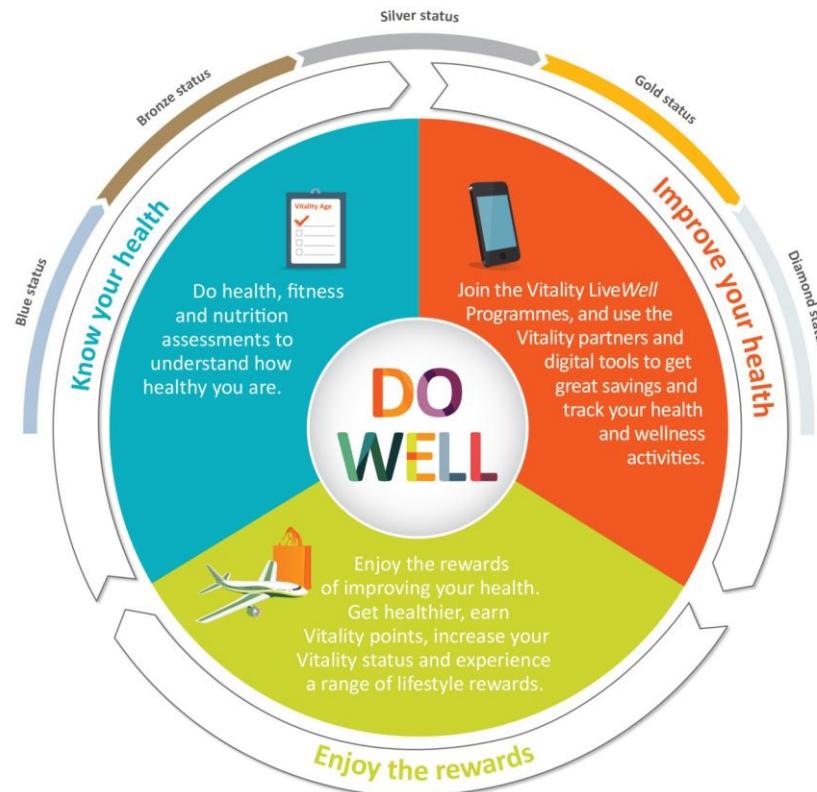 Silver status
Bronze status
Gold status
Blue status
Know your health
Improve your health
Vitality Age
Do health, fitness
and nutrition
assessments to
understand how
healthy you are.
Join the Vitality LiveWell
Programmes, and use the
Vitality partners and
digital tools to get
great savings and
track your health
and wellness
activities.
DO
WELL
Enjoy the rewards
of improving your health.
Get healthier, earn
Vitality points, increase your
Vitality status and experience
a range of lifestyle rewards.
Enjoy the rewards
Diamond